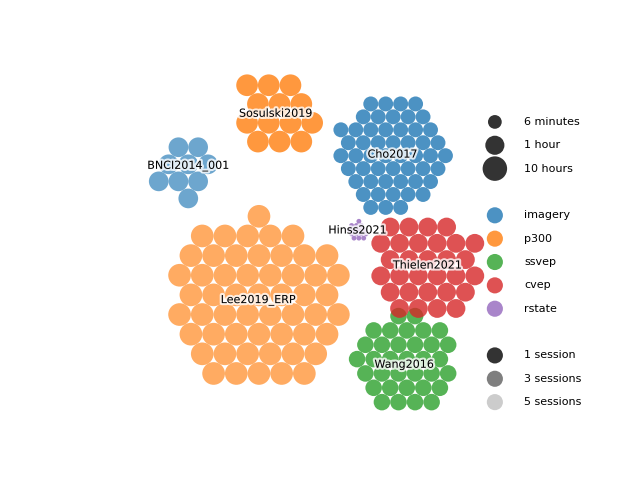 Sosulski2019
BNCI2014_001
Cho2017
Hinss2021
Thielen2021
Lee2019_ERP
Wang2016
6 minutes
1 hour
10 hours
imagery
p300
ssvep
cvep
rstate
1 session
3 sessions
5 sessions